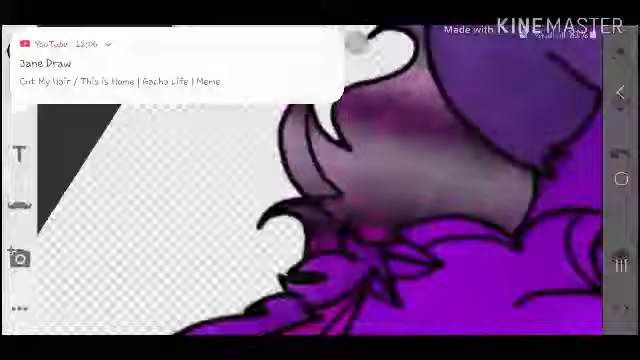 Made with KINEMASTER
YouTube · 12:06
Jane Draw
Cut My Hair / This is Home | Gacha Life | Meme
T